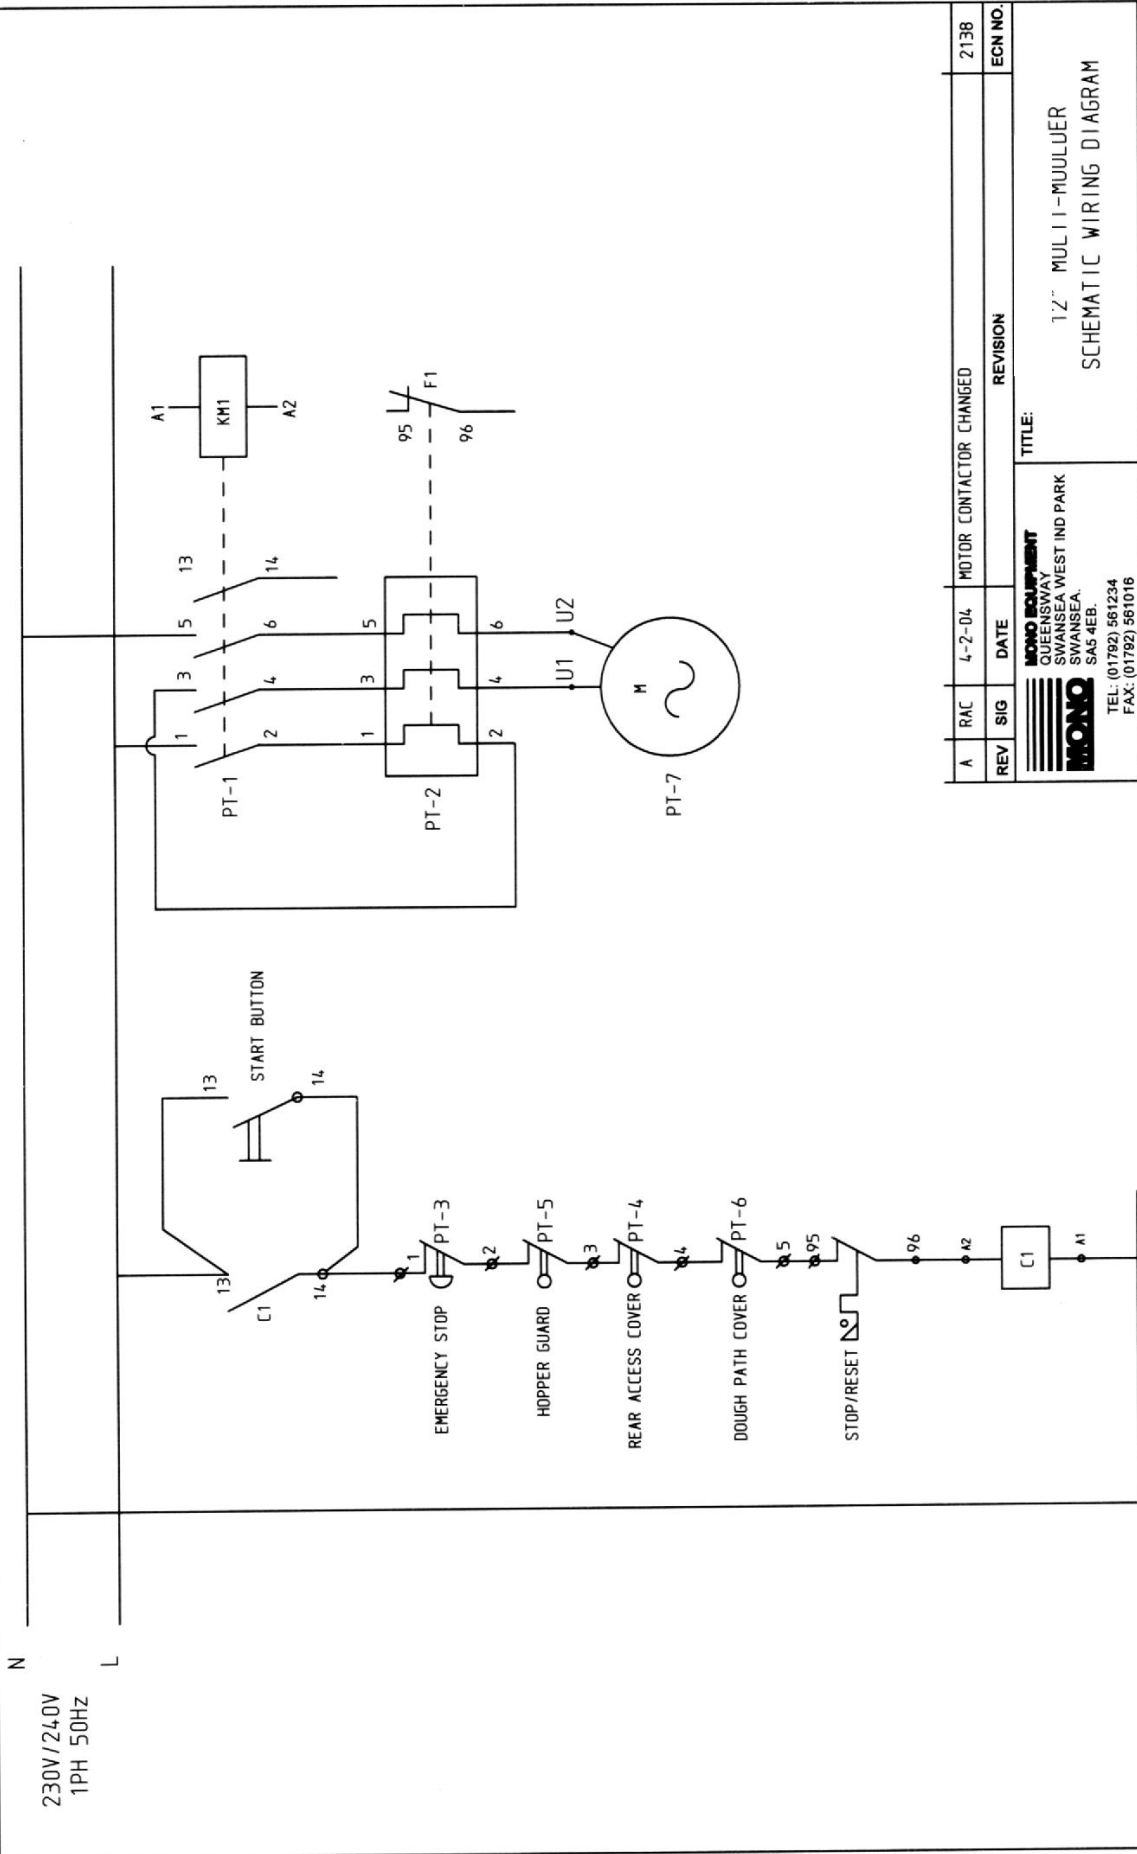 230V/240V
1PH 50Hz
N
L
13
C1
14
13
START BUTTON
14
1
EMERGENCY STOP
PT-3
2
HOPPER GUARD
PT-5
3
REAR ACCESS COVER
PT-4
4
DOUGH PATH COVER
PT-6
5
95
STOP/RESET
96
A2
C1
A1
1
3
5
13
A1
PT-1
KM1
2
4
6
14
A2
1
3
5
95
PT-2
F1
2
4
6
96
U1
U2
M
PT-7
A RAC 4-2-04 MOTOR CONTACTOR CHANGED 2138
REV SIG DATE REVISION ECN NO.
MONO
MONO EQUIPMENT
QUEENSWAY
SWANSEA WEST IND PARK
SWANSEA.
SA5 4EB.
TEL: (01792) 561234
FAX: (01792) 561016
TITLE:
12" MULTI-MOULDER
SCHEMATIC WIRING DIAGRAM